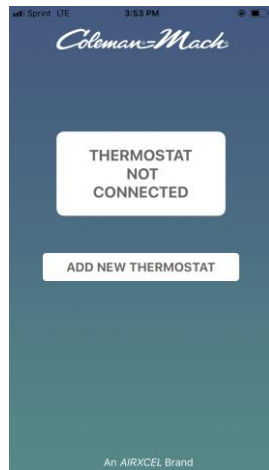 Sprint LTE 3:53 PM
Coleman-Mach
THERMOSTAT
NOT
CONNECTED
ADD NEW THERMOSTAT
An AIRXCEL Brand